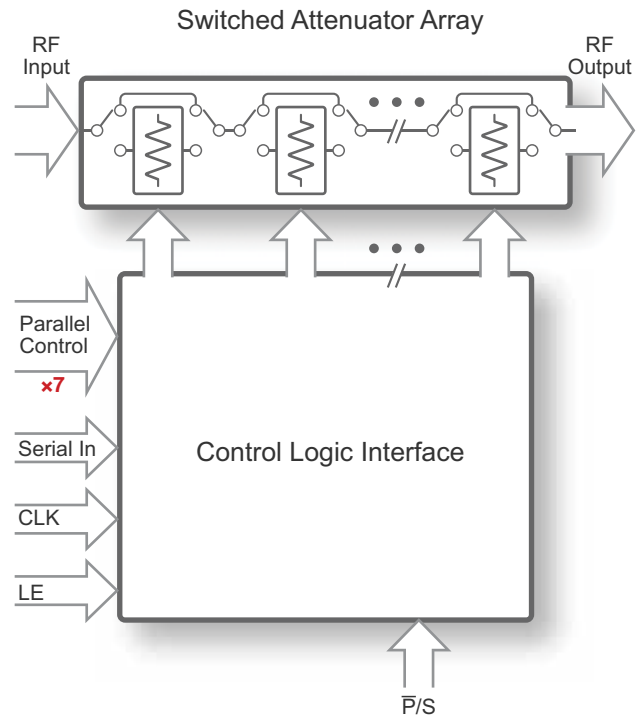 Switched Attenuator Array
RF
Input
RF
Output
Parallel
Control
×7
Serial In
CLK
LE
Control Logic Interface
P̅/S